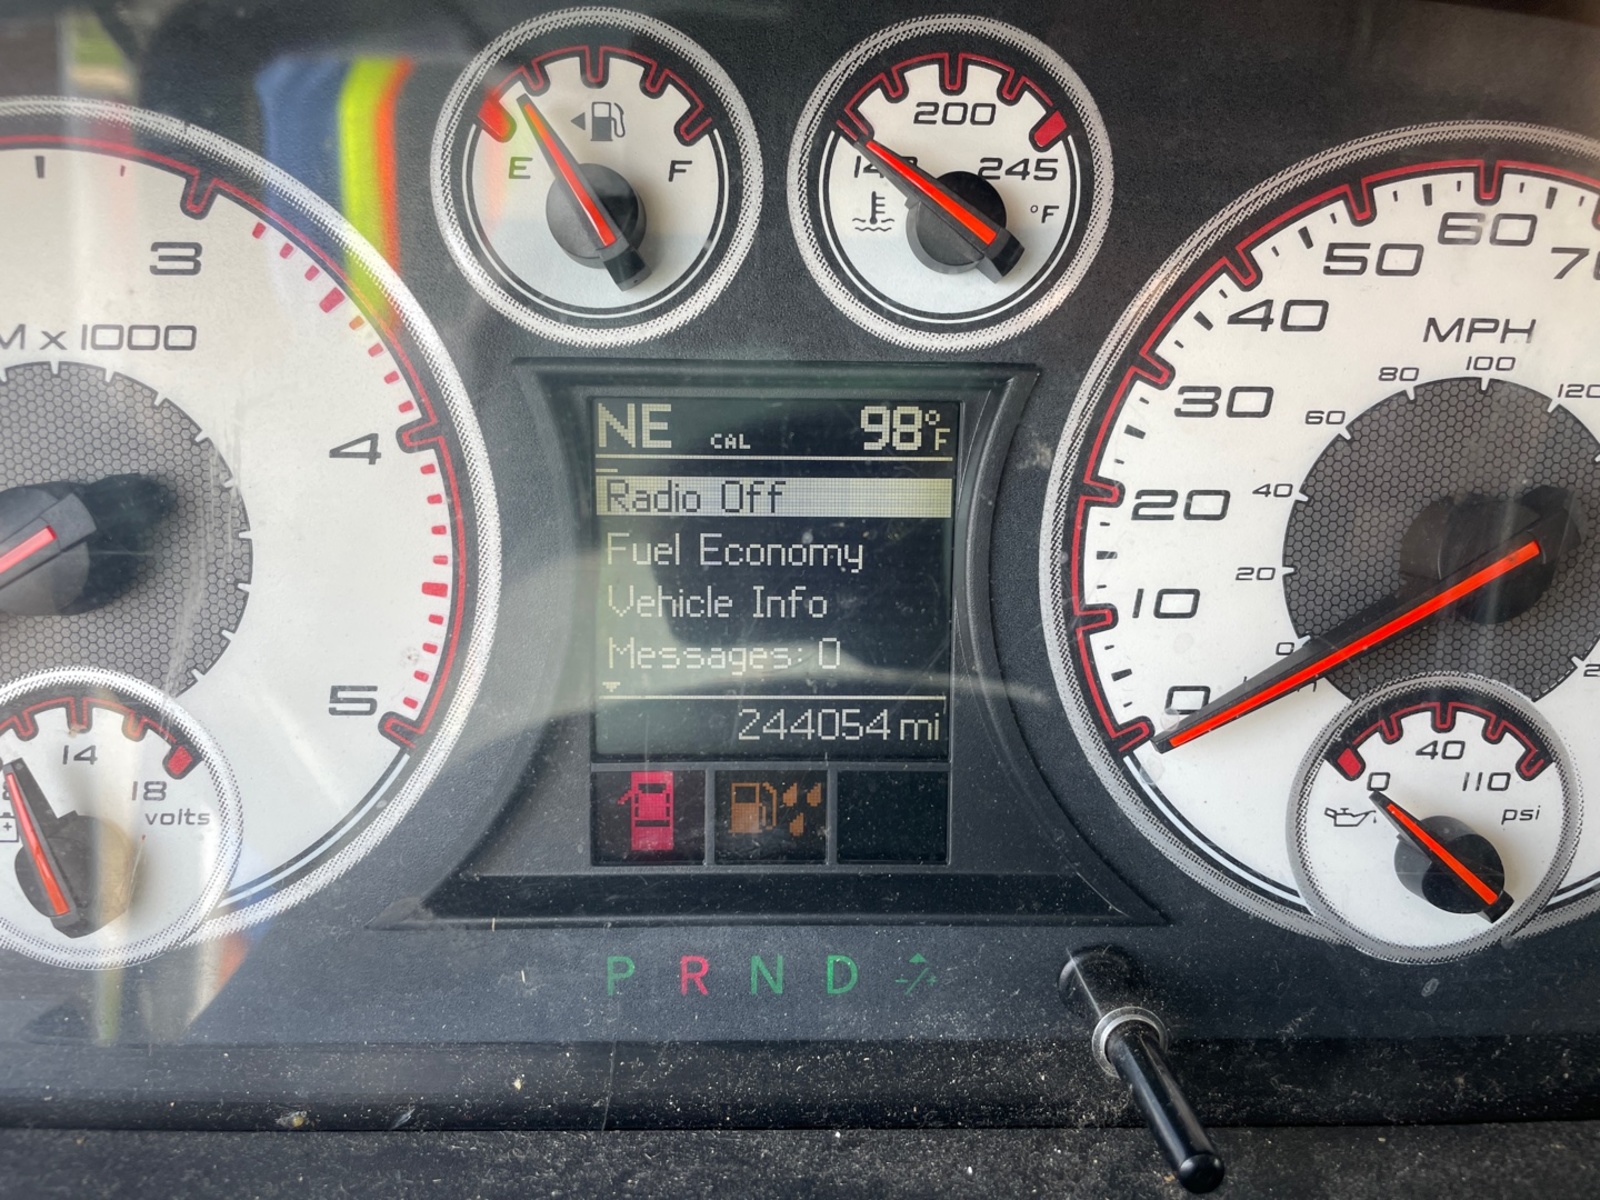 E F
200
245
°F
3
M x 1000
4
5
14
18
volts
NE CAL 98°F
Radio Off
Fuel Economy
Vehicle Info
Messages: 0
244054 mi
MPH
0
10
20
30
40
50
60
0
20
40
60
80
100
120
0
40
110
psi
P R N D